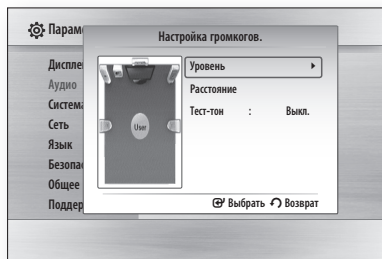 Парам
Настройка громкогов.
Диспле
Аудио
Система
Сеть
Язык
Безопас
Общее
Поддер
Уровень
Расстояние
Тест-тон : Выкл.
User
Выбрать Возврат